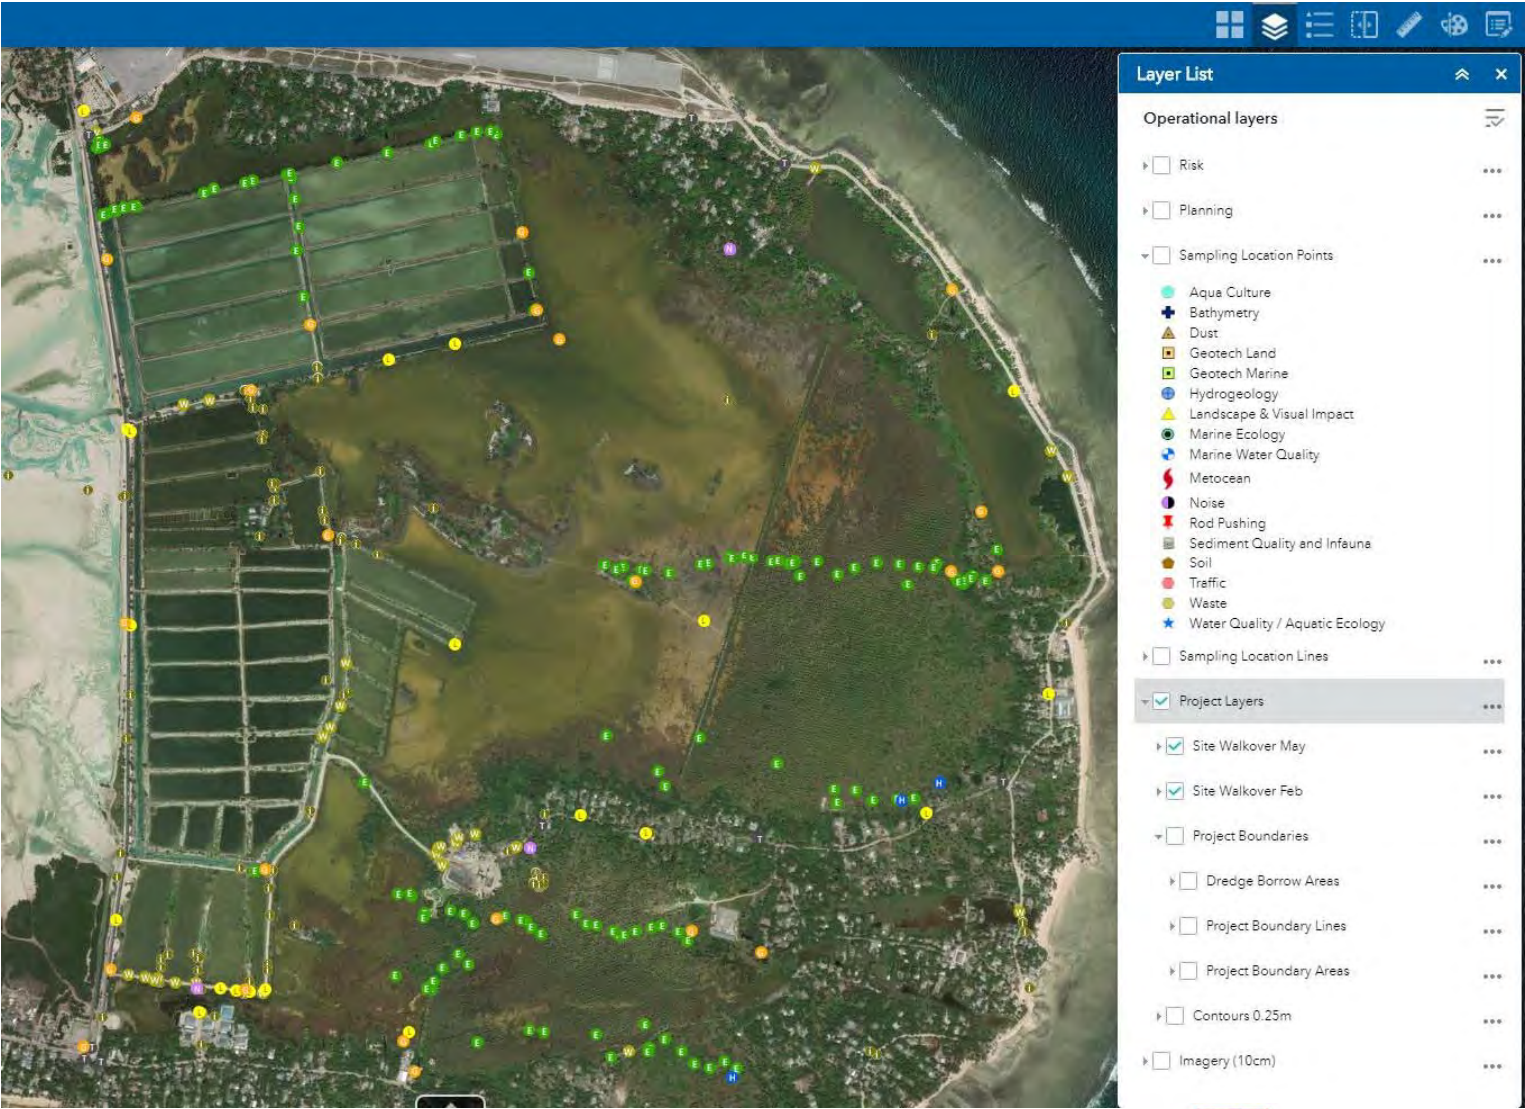 Layer List
Operational layers
Risk
Planning
Sampling Location Points
Aqua Culture
Bathymetry
Dust
Geotech Land
Geotech Marine
Hydrogeology
Landscape & Visual Impact
Marine Ecology
Marine Water Quality
Metocean
Noise
Rod Pushing
Sediment Quality and Infauna
Soil
Traffic
Waste
Water Quality / Aquatic Ecology
Sampling Location Lines
Project Layers
Site Walkover May
Site Walkover Feb
Project Boundaries
Dredge Borrow Areas
Project Boundary Lines
Project Boundary Areas
Contours 0.25m
Imagery (10cm)